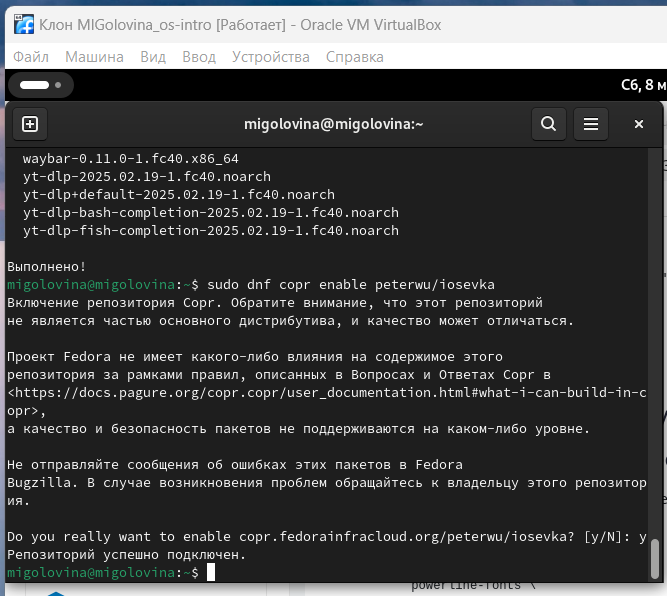 Клон MIGolovina_os-intro [Работает] - Oracle VM VirtualBox
Файл Машина Вид Ввод Устройства Справка
Сб, 8 м
migolovina@migolovina:~
waybar-0.11.0-1.fc40.x86_64
yt-dlp-2025.02.19-1.fc40.noarch
yt-dlp+default-2025.02.19-1.fc40.noarch
yt-dlp-bash-completion-2025.02.19-1.fc40.noarch
yt-dlp-fish-completion-2025.02.19-1.fc40.noarch
Выполнено!
migolovina@migolovina:~$ sudo dnf copr enable peterwu/iosevka
Включение репозитория Copr. Обратите внимание, что этот репозиторий
не является частью основного дистрибутива, и качество может отличаться.
Проект Fedora не имеет какого-либо влияния на содержимое этого
репозитория за рамками правил, описанных в Вопросах и Ответах Copr в
<https://docs.pagure.org/copr.copr/user_documentation.html#what-i-can-build-in-c
opr>,
а качество и безопасность пакетов не поддерживаются на каком-либо уровне.
Не отправляйте сообщения об ошибках этих пакетов в Fedora
Bugzilla. В случае возникновения проблем обращайтесь к владельцу этого репозитор
ия.
Do you really want to enable copr.fedorainfracloud.org/peterwu/iosevka? [y/N]: y
Репозиторий успешно подключен.
migolovina@migolovina:~$
powerline-fonts \